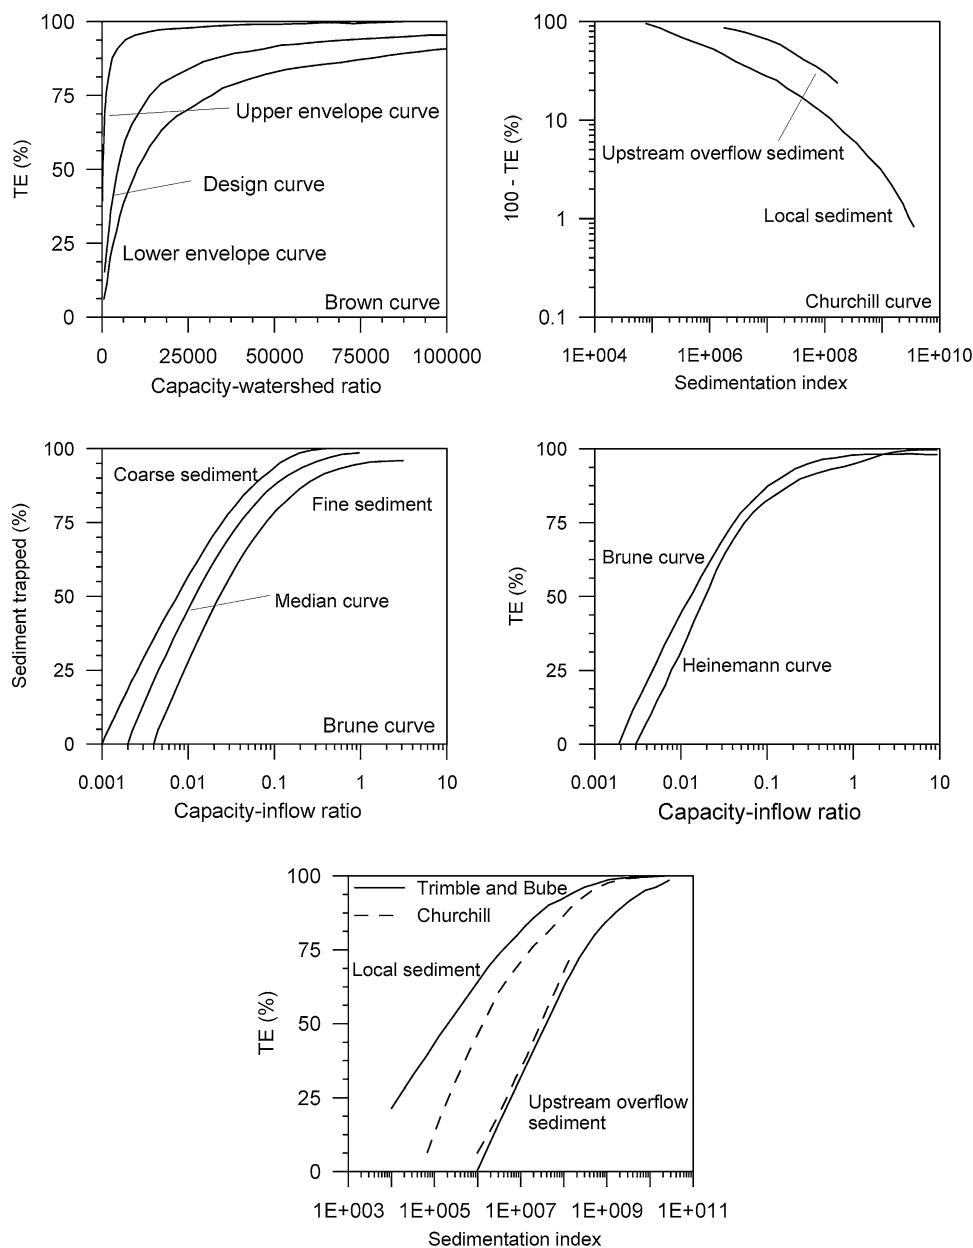 100
75
50
25
0
TE (%)
Upper envelope curve
Design curve
Lower envelope curve
Brown curve
0 25000 50000 75000 100000
Capacity-watershed ratio
100
10
1
0.1
100 - TE (%)
Upstream overflow sediment
Local sediment
Churchill curve
1E+004 1E+006 1E+008 1E+010
Sedimentation index
100
75
50
25
0
Sediment trapped (%)
Coarse sediment
Fine sediment
Median curve
Brune curve
0.001 0.01 0.1 1 10
Capacity-inflow ratio
100
75
50
25
0
TE (%)
Brune curve
Heinemann curve
0.001 0.01 0.1 1 10
Capacity-inflow ratio
100
75
50
25
0
TE (%)
Trimble and Bube
Churchill
Local sediment
Upstream overflow
sediment
1E+003 1E+005 1E+007 1E+009 1E+011
Sedimentation index